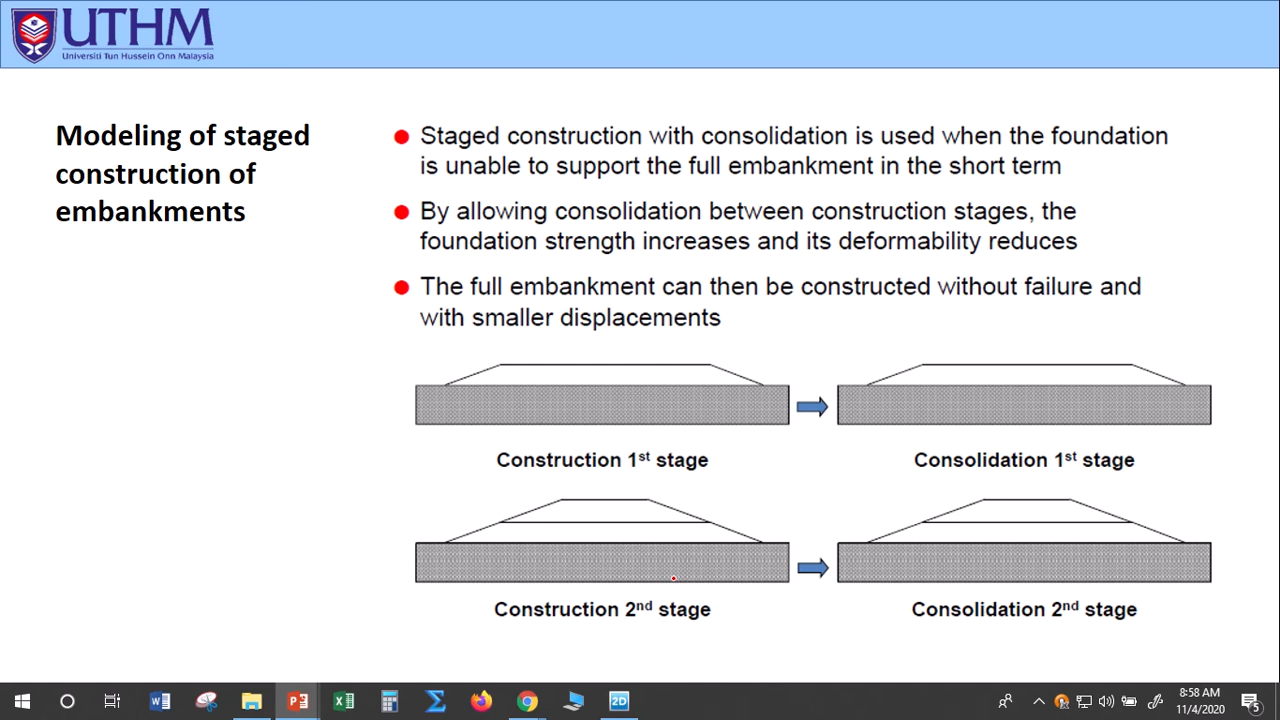 UTHM
Universiti Tun Hussein Onn Malaysia
Modeling of staged
construction of
embankments
Staged construction with consolidation is used when the foundation
is unable to support the full embankment in the short term
By allowing consolidation between construction stages, the
foundation strength increases and its deformability reduces
The full embankment can then be constructed without failure and
with smaller displacements
Construction 1st stage
Consolidation 1st stage
Construction 2nd stage
Consolidation 2nd stage
2D
8:58 AM
11/4/2020
5